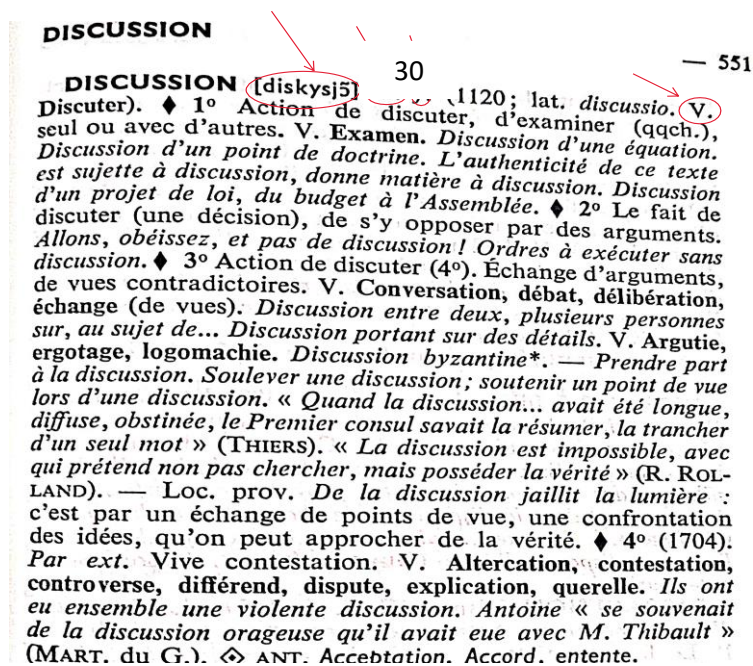 DISCUSSION
— 551
30
DISCUSSION [diskysjɔ̃] (1120; lat. discussio. V.
Discuter). ♦ 1º Action de discuter, d'examiner (qqch.),
seul ou avec d'autres. V. Examen. Discussion d'une équation.
Discussion d'un point de doctrine. L'authenticité de ce texte
est sujette à discussion, donne matière à discussion. Discussion
d'un projet de loi, du budget à l'Assemblée. ♦ 2º Le fait de
discuter (une décision), de s'y opposer par des arguments.
Allons, obéissez, et pas de discussion ! Ordres à exécuter sans
discussion. ♦ 3º Action de discuter (4º). Échange d'arguments,
de vues contradictoires. V. Conversation, débat, délibération,
échange (de vues). Discussion entre deux, plusieurs personnes
sur, au sujet de... Discussion portant sur des détails. V. Argutie,
ergotage, logomachie. Discussion byzantine*. — Prendre part
à la discussion. Soulever une discussion; soutenir un point de vue
lors d'une discussion. « Quand la discussion... avait été longue,
diffuse, obstinée, le Premier consul savait la résumer, la trancher
d'un seul mot » (THIERS). « La discussion est impossible, avec
qui prétend non pas chercher, mais posséder la vérité » (R. ROL-
LAND). — Loc. prov. De la discussion jaillit la lumière :
c'est par un échange de points de vue, une confrontation
des idées, qu'on peut approcher de la vérité. ♦ 4º (1704).
Par ext. Vive contestation. V. Altercation, contestation,
controverse, différend, dispute, explication, querelle. Ils ont
eu ensemble une violente discussion. Antoine « se souvenait
de la discussion orageuse qu'il avait eue avec M. Thibault »
(MART. du G.). ◇ ANT. Acceptation. Accord, entente.